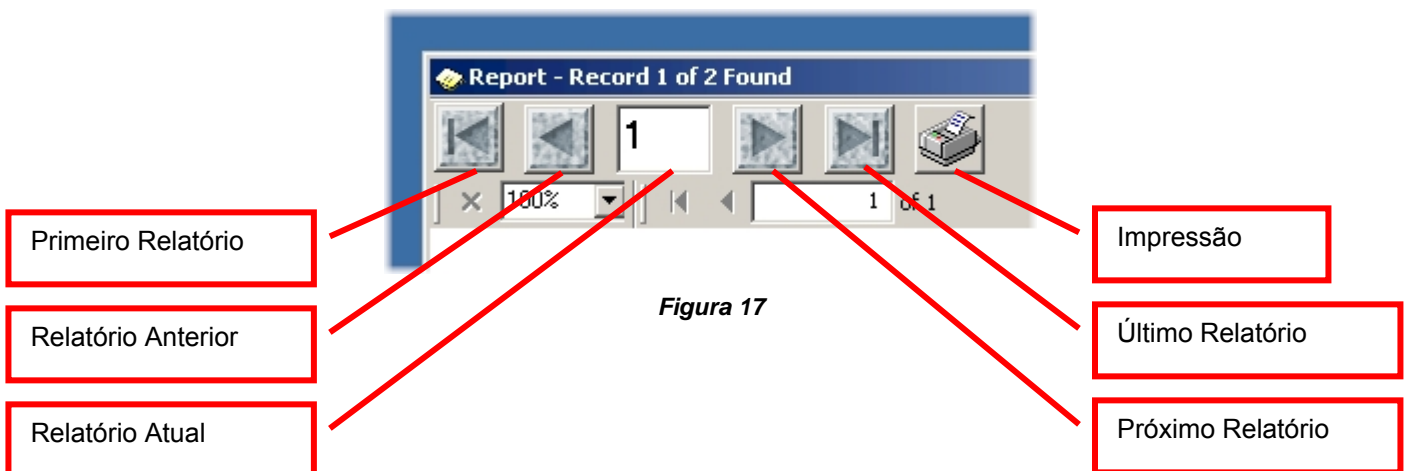 Report - Record 1 of 2 Found
1
100%
1 of 1
Primeiro Relatório
Impressão
Figura 17
Relatório Anterior
Último Relatório
Relatório Atual
Próximo Relatório